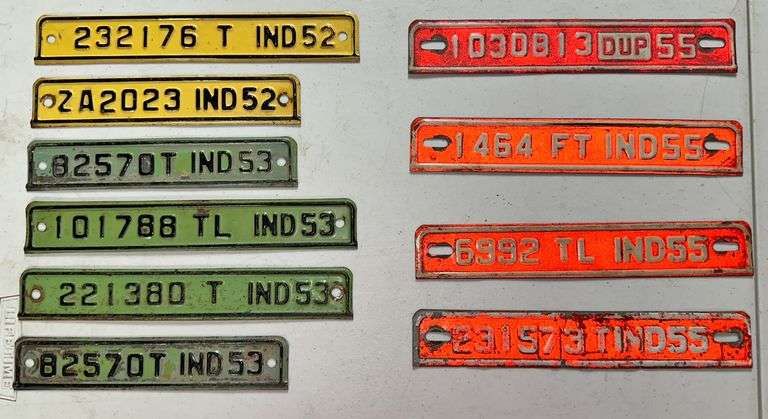 232176 T IND52
ZA2023 IND52
82570T IND53
101788 TL IND53
221380 T IND53
82570T IND53
1030813 DUP 55
1464 FT IND55
6992 TL IND55
231573 T IND55
LIFETIME